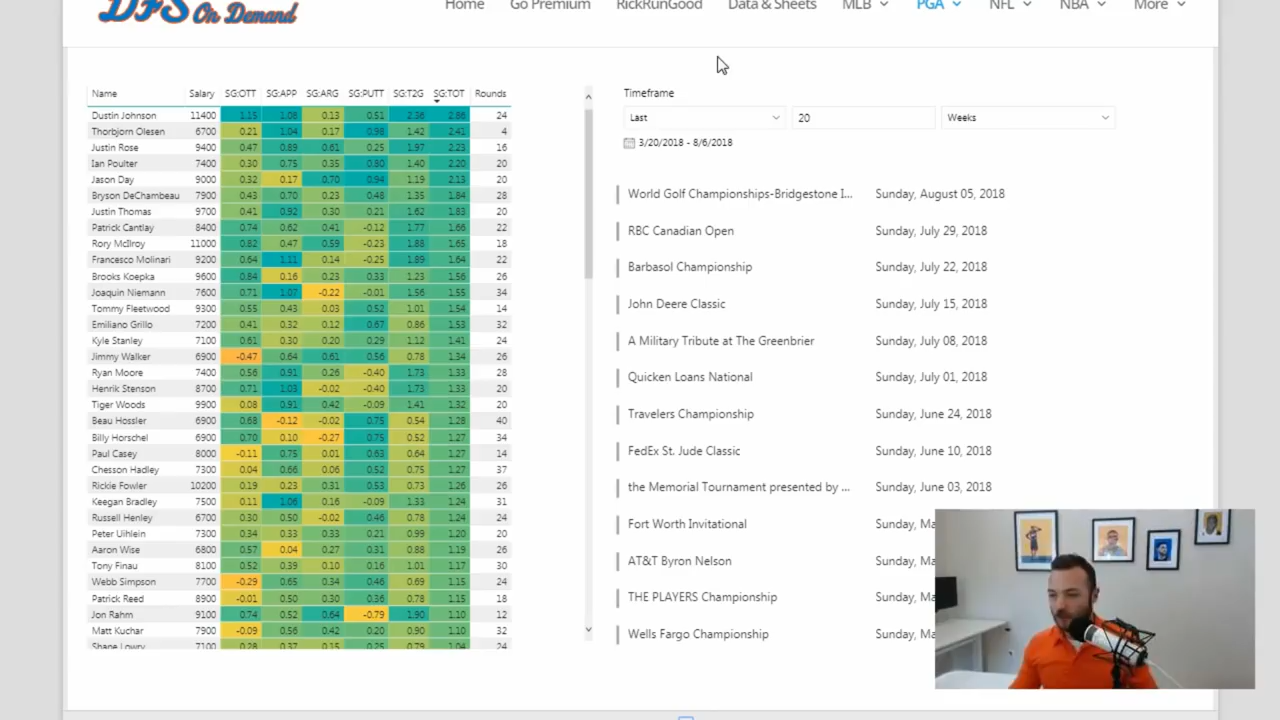 DFS On Demand
Home Go Premium RickRunGood Data & Sheets MLB PGA NFL NBA More
Name Salary SG:OTT SG:APP SG:ARG SG:PUTT SG:T2G SG:TOT Rounds
Dustin Johnson 11400 1.15 1.08 0.13 0.51 2.36 2.86 24
Thorbjorn Olesen 6700 0.21 1.04 0.17 0.98 1.42 2.41 4
Justin Rose 9400 0.47 0.89 0.61 0.25 1.97 2.23 16
Ian Poulter 7400 0.30 0.75 0.35 0.80 1.40 2.20 20
Jason Day 9000 0.32 0.17 0.70 0.94 1.19 2.13 20
Bryson DeChambeau 7900 0.43 0.70 0.23 0.48 1.35 1.84 28
Justin Thomas 9700 0.41 0.92 0.30 0.21 1.62 1.83 20
Patrick Cantlay 8400 0.74 0.62 0.41 -0.12 1.77 1.66 22
Rory McIlroy 11000 0.82 0.47 0.59 -0.23 1.88 1.65 18
Francesco Molinari 9200 0.64 1.11 0.14 -0.25 1.89 1.64 22
Brooks Koepka 9600 0.84 0.16 0.23 0.33 1.23 1.56 26
Joaquin Niemann 7600 0.71 1.07 -0.22 -0.01 1.56 1.55 34
Tommy Fleetwood 9300 0.55 0.43 0.03 0.52 1.01 1.54 14
Emiliano Grillo 7200 0.41 0.32 0.12 0.67 0.86 1.53 32
Kyle Stanley 7100 0.61 0.30 0.20 0.29 1.12 1.41 24
Jimmy Walker 6900 -0.47 0.64 0.61 0.56 0.78 1.34 26
Ryan Moore 7400 0.56 0.91 0.26 -0.40 1.73 1.33 28
Henrik Stenson 8700 0.71 1.03 -0.02 -0.40 1.73 1.33 20
Tiger Woods 9900 0.08 0.91 0.42 -0.09 1.41 1.32 20
Beau Hossler 6900 0.68 -0.12 -0.02 0.75 0.54 1.28 40
Billy Horschel 6900 0.70 0.10 -0.27 0.75 0.52 1.27 34
Paul Casey 8000 -0.11 0.75 0.01 0.63 0.64 1.27 14
Chesson Hadley 7300 0.04 0.66 0.06 0.52 0.75 1.27 37
Rickie Fowler 10200 0.19 0.23 0.31 0.53 0.73 1.26 26
Keegan Bradley 7500 0.11 1.06 0.16 -0.09 1.33 1.24 31
Russell Henley 6700 0.30 0.50 -0.02 0.46 0.78 1.24 24
Peter Uihlein 7300 0.34 0.33 0.33 0.21 0.99 1.20 20
Aaron Wise 6800 0.57 0.04 0.27 0.31 0.88 1.19 26
Tony Finau 8100 0.52 0.39 0.10 0.16 1.01 1.17 30
Webb Simpson 7700 -0.29 0.65 0.34 0.46 0.69 1.15 24
Patrick Reed 8900 -0.01 0.50 0.30 0.36 0.78 1.15 18
Jon Rahm 9100 0.74 0.52 0.64 -0.79 1.90 1.10 12
Matt Kuchar 7900 -0.09 0.56 0.42 0.20 0.90 1.10 32
Shane Lowry 7100 0.28 0.37 0.15 0.25 0.79 1.04 24
Timeframe
Last 20 Weeks
3/20/2018 - 8/6/2018
World Golf Championships-Bridgestone I... Sunday, August 05, 2018
RBC Canadian Open Sunday, July 29, 2018
Barbasol Championship Sunday, July 22, 2018
John Deere Classic Sunday, July 15, 2018
A Military Tribute at The Greenbrier Sunday, July 08, 2018
Quicken Loans National Sunday, July 01, 2018
Travelers Championship Sunday, June 24, 2018
FedEx St. Jude Classic Sunday, June 10, 2018
the Memorial Tournament presented by ... Sunday, June 03, 2018
Fort Worth Invitational Sunday, Ma
AT&T Byron Nelson Sunday, Ma
THE PLAYERS Championship Sunday, Ma
Wells Fargo Championship Sunday, Ma